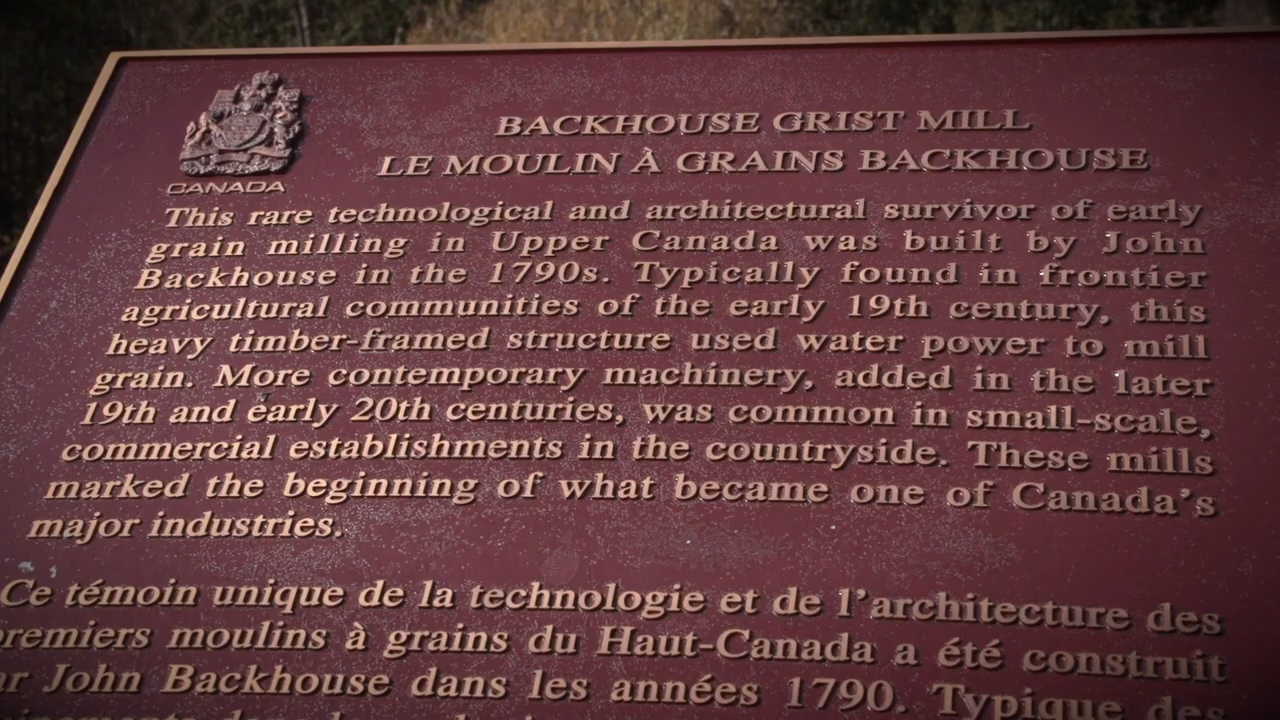 BACKHOUSE GRIST MILL
LE MOULIN À GRAINS BACKHOUSE
CANADA
This rare technological and architectural survivor of early
grain milling in Upper Canada was built by John
Backhouse in the 1790s. Typically found in frontier
agricultural communities of the early 19th century, this
heavy timber-framed structure used water power to mill
grain. More contemporary machinery, added in the later
19th and early 20th centuries, was common in small-scale,
commercial establishments in the countryside. These mills
marked the beginning of what became one of Canada's
major industries.
Ce témoin unique de la technologie et de l'architecture des
premiers moulins à grains du Haut-Canada a été construit
John Backhouse dans les années 1790. Typique des